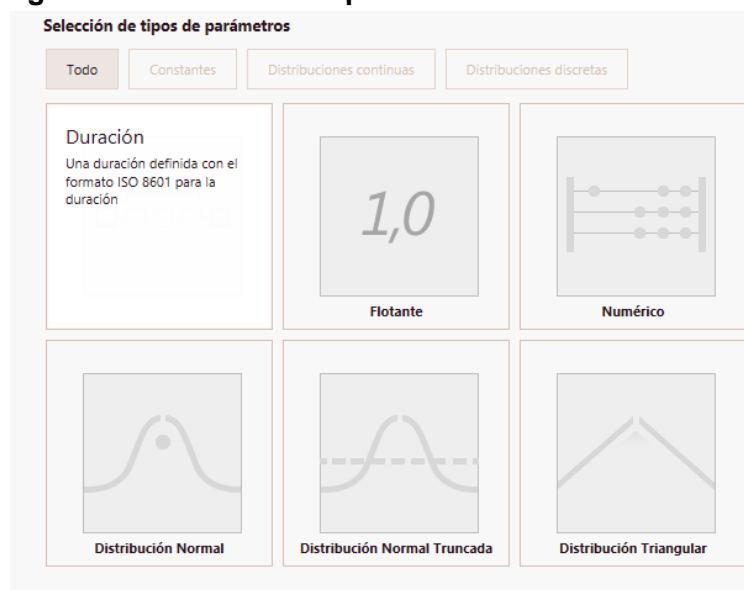 Selección de tipos de parámetros
Todo
Constantes
Distribuciones continuas
Distribuciones discretas
Duración
Una duración definida con el
formato ISO 8601 para la
duración
1,0
Flotante
Numérico
Distribución Normal
Distribución Normal Truncada
Distribución Triangular